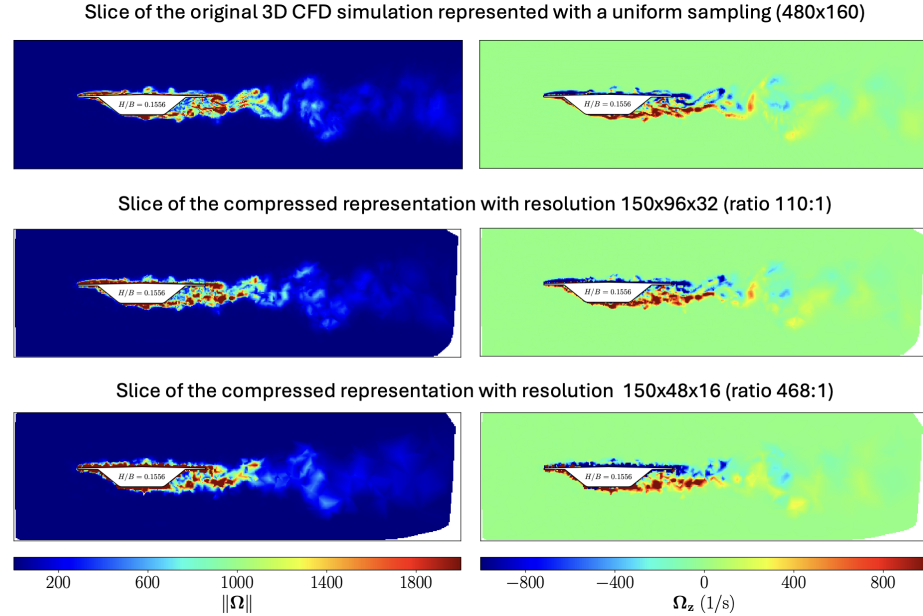 Slice of the original 3D CFD simulation represented with a uniform sampling (480x160)
H/B = 0.1556
H/B = 0.1556
Slice of the compressed representation with resolution 150x96x32 (ratio 110:1)
H/B = 0.1556
H/B = 0.1556
Slice of the compressed representation with resolution 150x48x16 (ratio 468:1)
H/B = 0.1556
H/B = 0.1556
200 600 1000 1400 1800
‖Ω‖
−800 −400 0 400 800
Ωz (1/s)